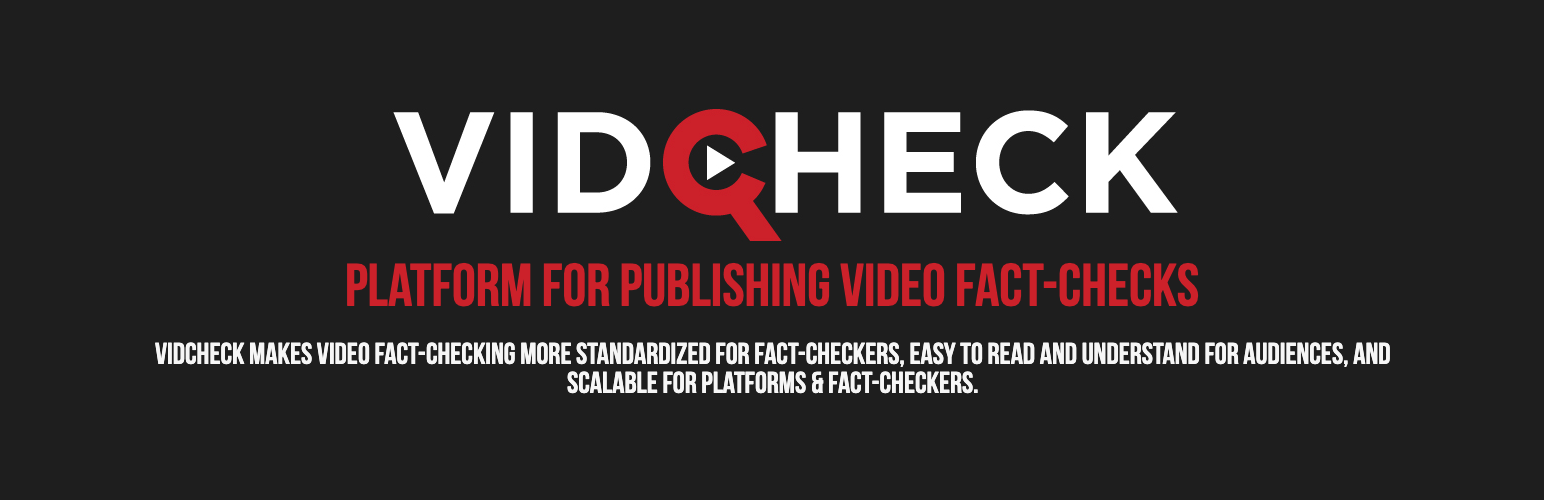 VIDCHECK
PLATFORM FOR PUBLISHING VIDEO FACT-CHECKS
VIDCHECK MAKES VIDEO FACT-CHECKING MORE STANDARDIZED FOR FACT-CHECKERS, EASY TO READ AND UNDERSTAND FOR AUDIENCES, AND
SCALABLE FOR PLATFORMS & FACT-CHECKERS.